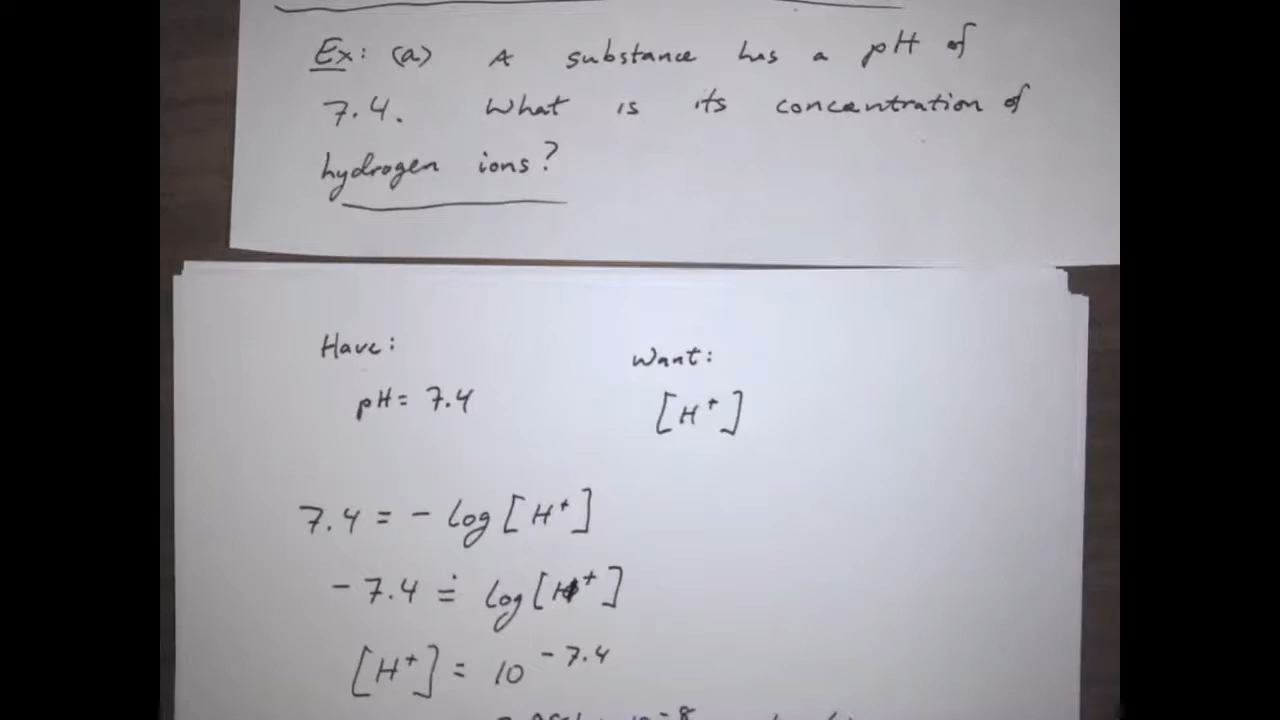 Ex: (a) A substance has a pH of
7.4. What is its concentration of
hydrogen ions?
Have:
Want:
pH = 7.4
[H⁺]
7.4 = - log [H⁺]
-7.4 = log [H⁺]
[H⁺] = 10^-7.4